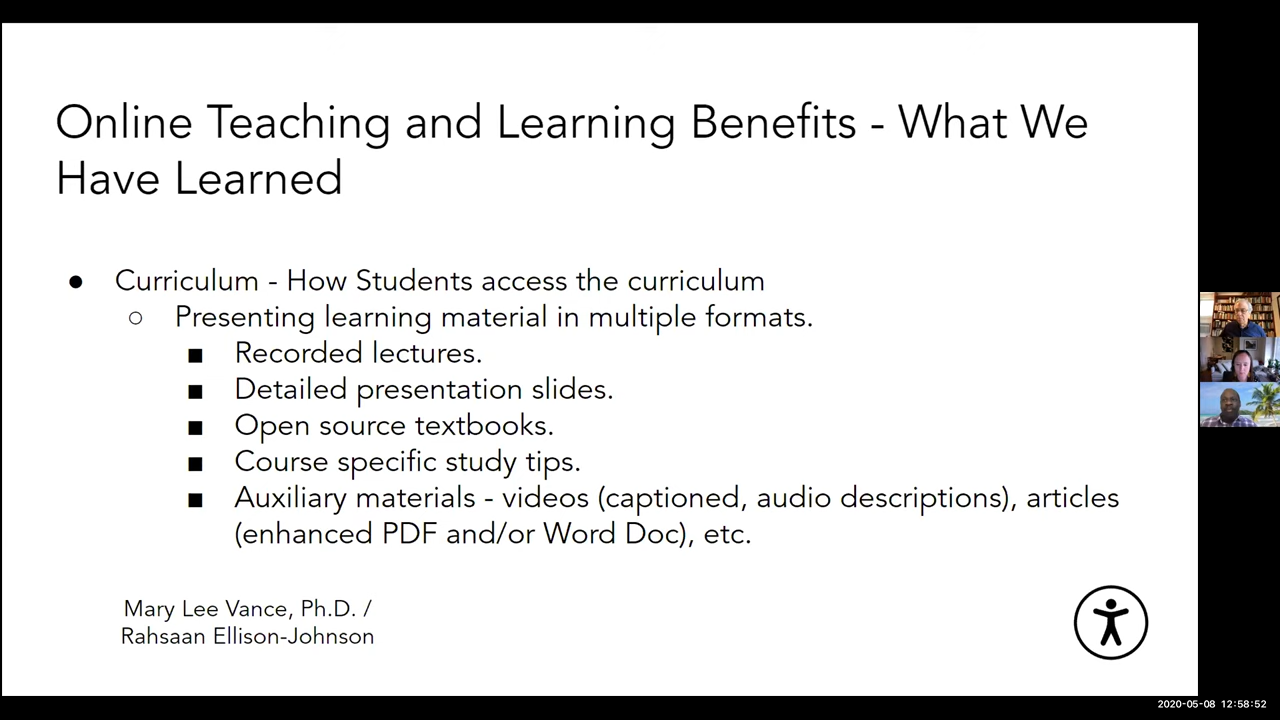 Online Teaching and Learning Benefits - What We
Have Learned
● Curriculum - How Students access the curriculum
○ Presenting learning material in multiple formats.
■ Recorded lectures.
■ Detailed presentation slides.
■ Open source textbooks.
■ Course specific study tips.
■ Auxiliary materials - videos (captioned, audio descriptions), articles
(enhanced PDF and/or Word Doc), etc.
Mary Lee Vance, Ph.D. /
Rahsaan Ellison-Johnson
2020-05-08 12:58:52